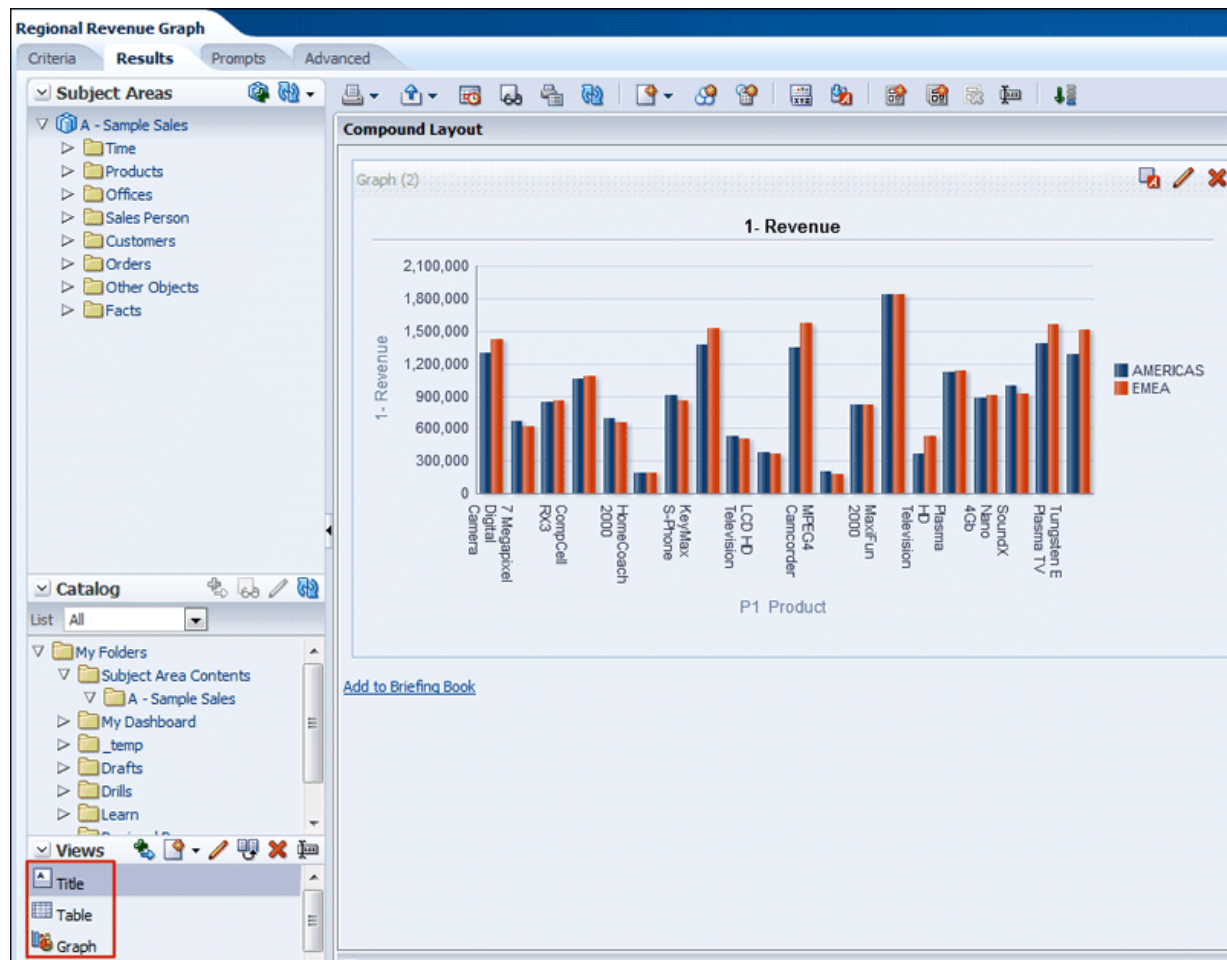 Regional Revenue Graph
Criteria Results Prompts Advanced
Subject Areas
A - Sample Sales
Time
Products
Offices
Sales Person
Customers
Orders
Other Objects
Facts
Catalog
List All
My Folders
Subject Area Contents
A - Sample Sales
My Dashboard
_temp
Drafts
Drills
Learn
Views
Title
Table
Graph
Compound Layout
Graph (2)
1- Revenue
1- Revenue
2,100,000
1,800,000
1,500,000
1,200,000
900,000
600,000
300,000
0
7 Megapixel
Digital
Camera
CompCell
RX3
HomeCoach
2000
KeyMax
S-Phone
LCD HD
Television
MPEG4
Camcorder
MaxiFun
2000
Plasma
HD
Television
SoundX
Nano
4Gb
Tungsten E
Plasma TV
P1 Product
AMERICAS
EMEA
Add to Briefing Book